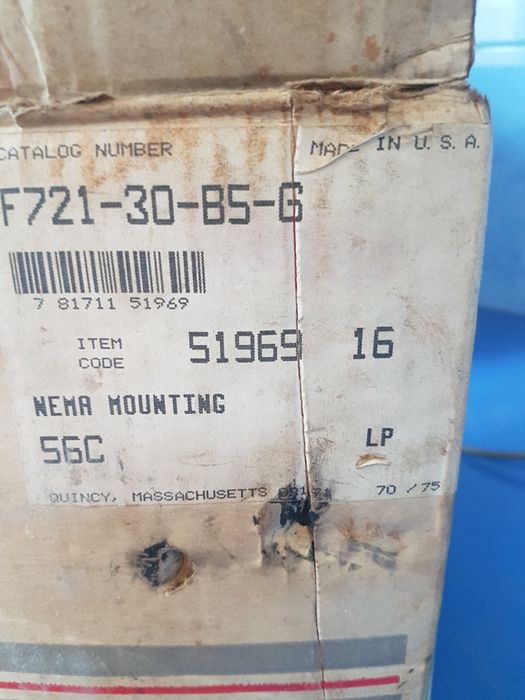 CATALOG NUMBER
MADE IN U.S.A.
F721-30-B5-G
7 81711 51969
ITEM CODE 51969 16
NEMA MOUNTING
56C LP
QUINCY, MASSACHUSETTS 02171
70 / 75